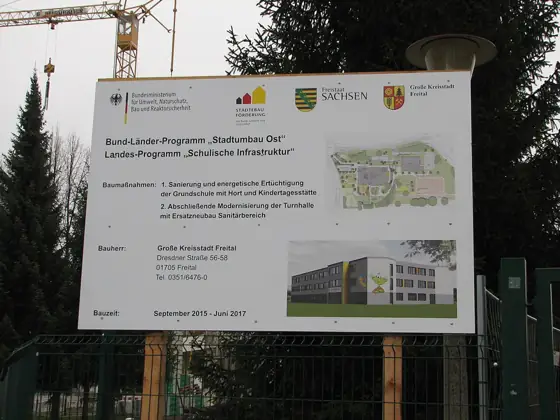 Bundesministerium
für Umwelt, Naturschutz,
Bau und Reaktorsicherheit
STÄDTEBAU
FÖRDERUNG
Freistaat
SACHSEN
Große Kreisstadt
Freital
Bund-Länder-Programm „Stadtumbau Ost"
Landes-Programm „Schulische Infrastruktur"
Baumaßnahmen: 1. Sanierung und energetische Ertüchtigung
der Grundschule mit Hort und Kindertagesstätte
2. Abschließende Modernisierung der Turnhalle
mit Ersatzneubau Sanitärbereich
Bauherr: Große Kreisstadt Freital
Dresdner Straße 56-58
01705 Freital
Tel. 0351/6476-0
Bauzeit: September 2015 - Juni 2017